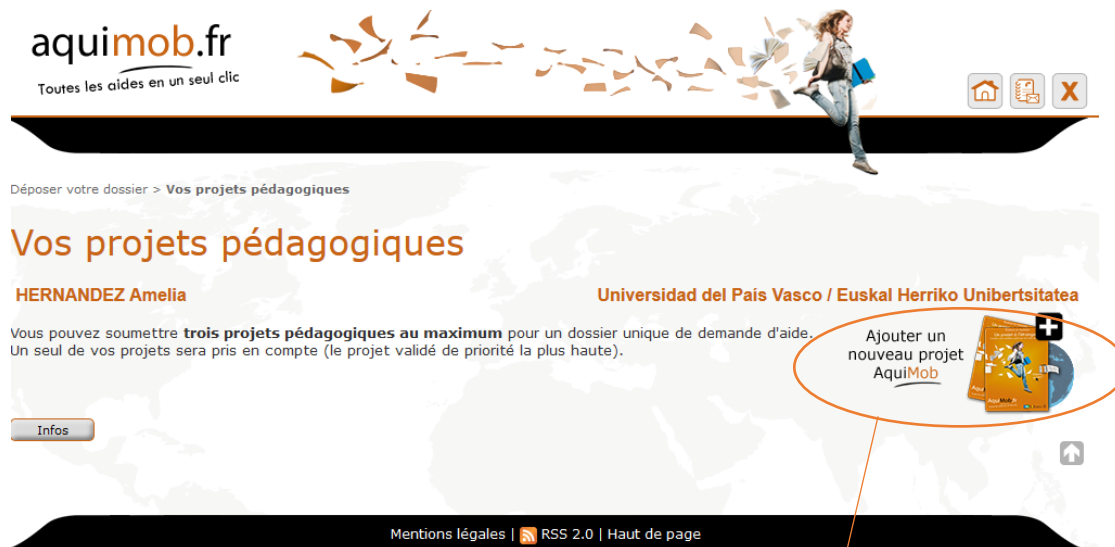 aquimob.fr
Toutes les aides en un seul clic
X
Déposer votre dossier > Vos projets pédagogiques
Vos projets pédagogiques
HERNANDEZ Amelia
Universidad del País Vasco / Euskal Herriko Unibertsitatea
Vous pouvez soumettre trois projets pédagogiques au maximum pour un dossier unique de demande d'aide.
Un seul de vos projets sera pris en compte (le projet validé de priorité la plus haute).
Ajouter un
nouveau projet
AquiMob
Infos
Mentions légales | RSS 2.0 | Haut de page